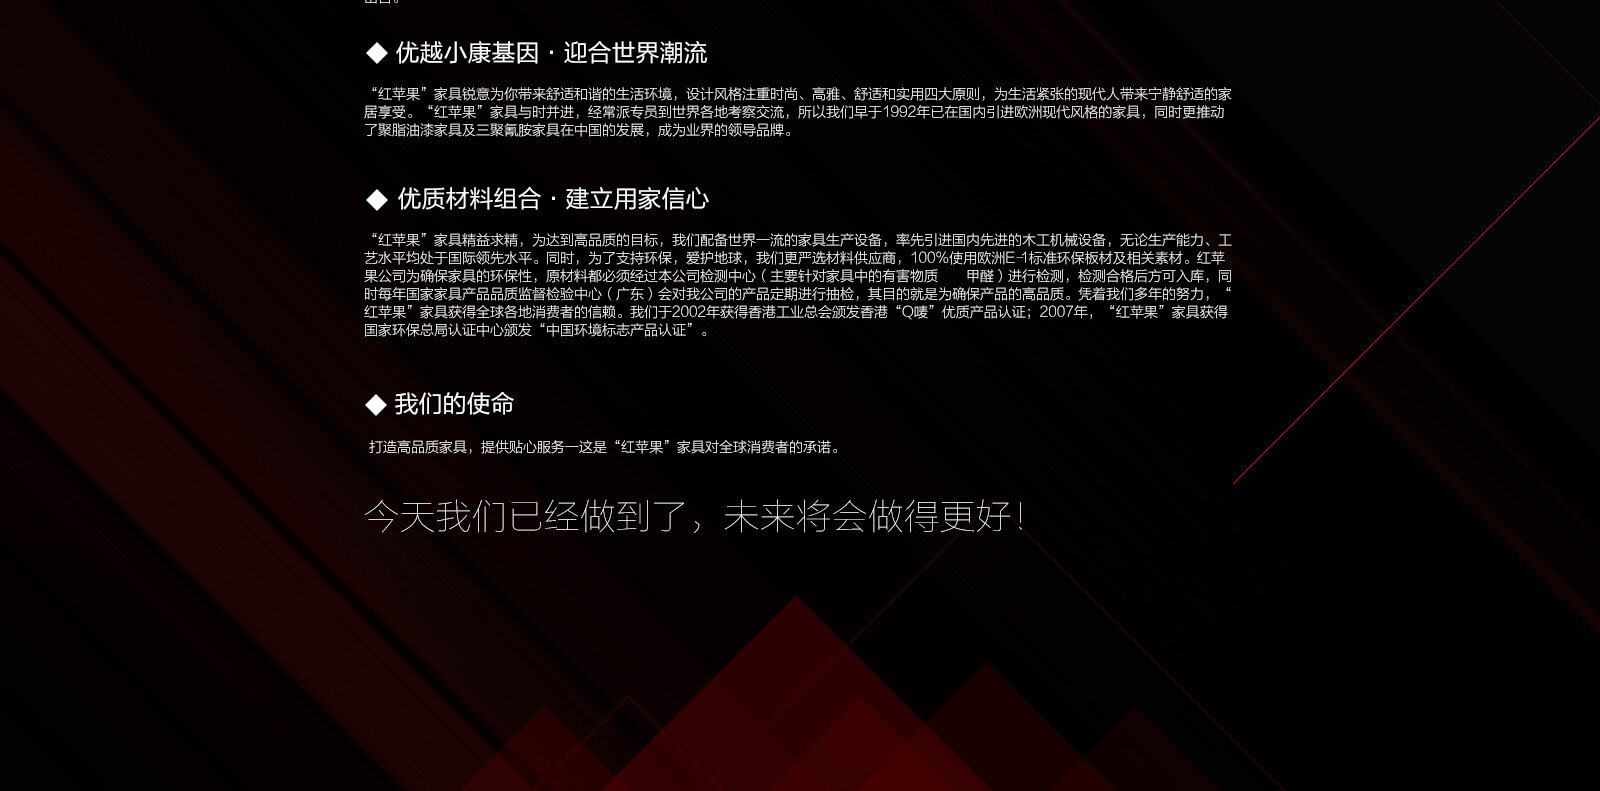 ◆ 优越小康基因 · 迎合世界潮流
“红苹果”家具锐意为你带来舒适和谐的生活环境，设计风格注重时尚、高雅、舒适和实用四大原则，为生活紧张的现代人带来宁静舒适的家
居享受。“红苹果”家具与时并进，经常派专员到世界各地考察交流，所以我们早于1992年已在国内引进欧洲现代风格的家具，同时更推动
了聚脂油漆家具及三聚氰胺家具在中国的发展，成为业界的领导品牌。
◆ 优质材料组合 · 建立用家信心
“红苹果”家具精益求精，为达到高品质的目标，我们配备世界一流的家具生产设备，率先引进国内先进的木工机械设备，无论生产能力、工
艺水平均处于国际领先水平。同时，为了支持环保，爱护地球，我们更严选材料供应商，100%使用欧洲E-1标准环保板材及相关素材。红苹
果公司为确保家具的环保性，原材料都必须经过本公司检测中心（主要针对家具中的有害物质　　甲醛）进行检测，检测合格后方可入库，同
时每年国家家具产品品质监督检验中心（广东）会对我公司的产品定期进行抽检，其目的就是为确保产品的高品质。凭着我们多年的努力，“
红苹果”家具获得全球各地消费者的信赖。我们于2002年获得香港工业总会颁发香港“Q唛”优质产品认证；2007年，“红苹果”家具获得
国家环保总局认证中心颁发“中国环境标志产品认证”。
◆ 我们的使命
打造高品质家具，提供贴心服务一这是“红苹果”家具对全球消费者的承诺。
今天我们已经做到了，未来将会做得更好！